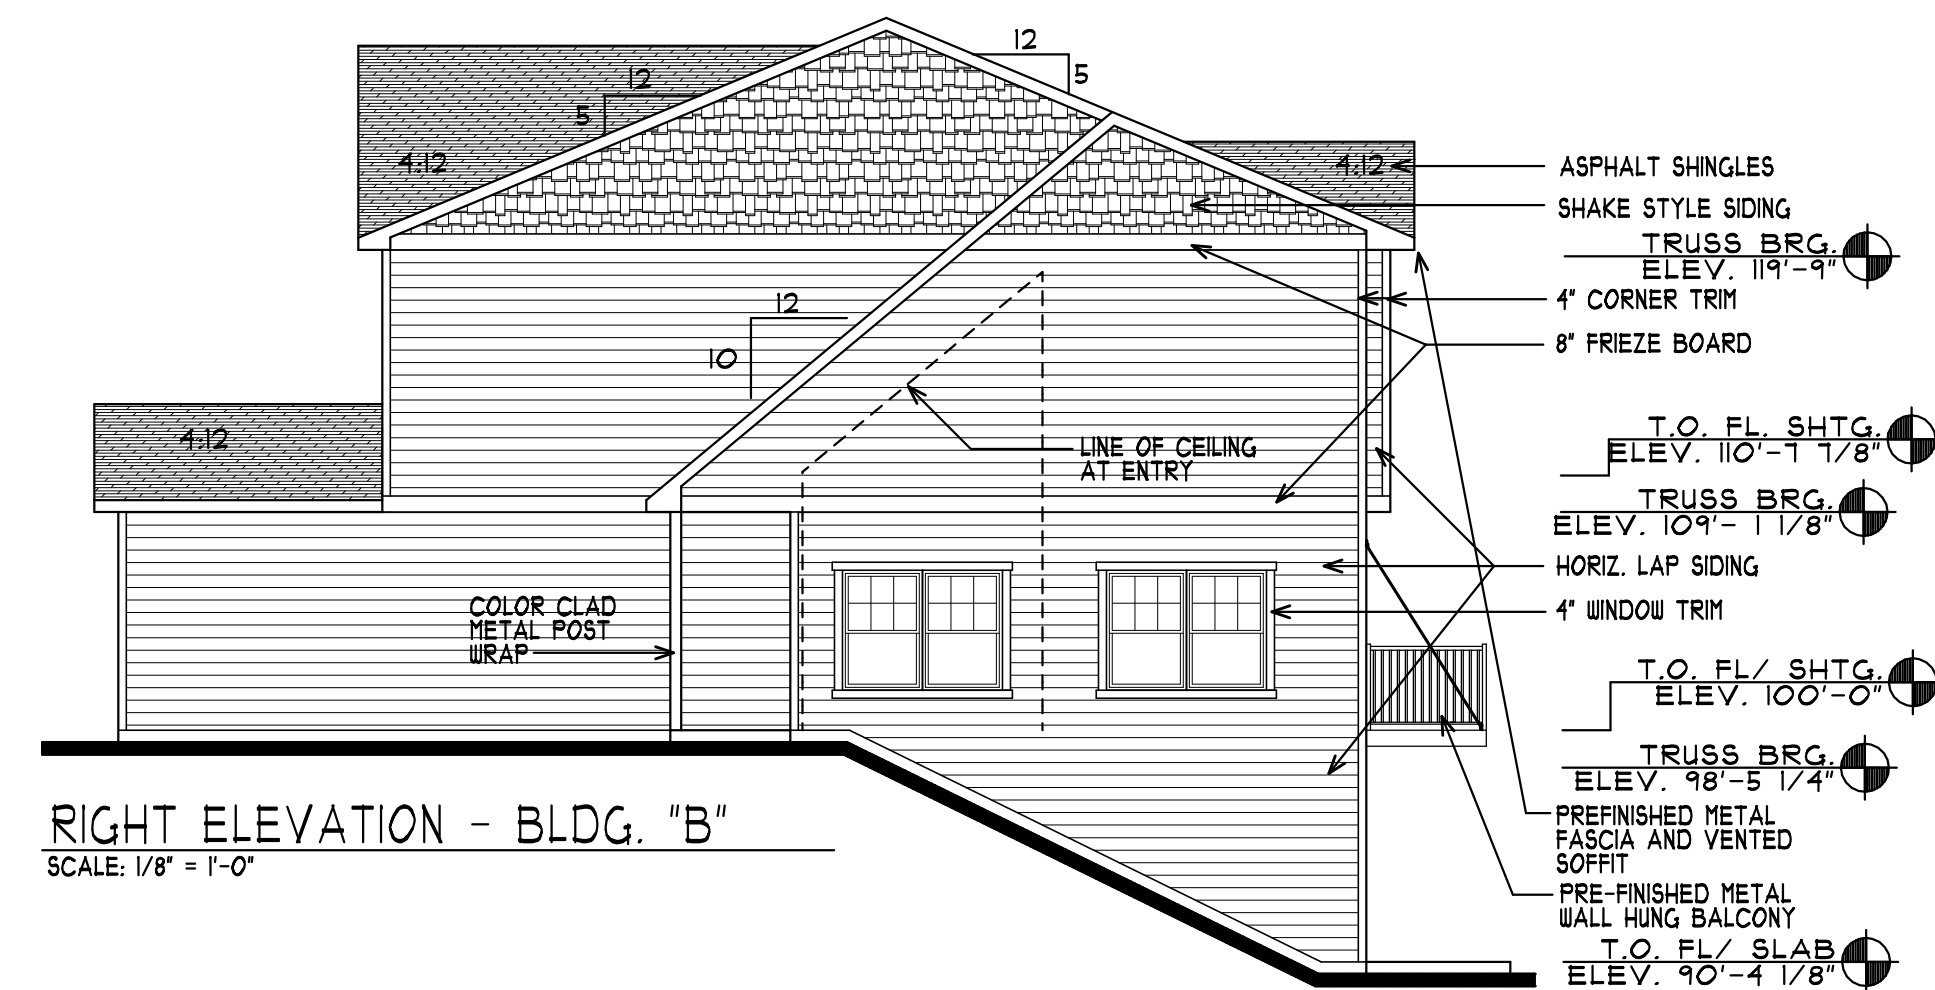 12
5
12
5
4:12
4:12
ASPHALT SHINGLES
SHAKE STYLE SIDING
TRUSS BRG.
ELEV. 119'-9"
4" CORNER TRIM
8" FRIEZE BOARD
12
10
4:12
LINE OF CEILING
AT ENTRY
T.O. FL. SHTG.
ELEV. 110'-7 7/8"
TRUSS BRG.
ELEV. 109'- 1 1/8"
HORIZ. LAP SIDING
4" WINDOW TRIM
COLOR CLAD
METAL POST
WRAP
T.O. FL/ SHTG.
ELEV. 100'-0"
TRUSS BRG.
ELEV. 98'-5 1/4"
PREFINISHED METAL
FASCIA AND VENTED
SOFFIT
PRE-FINISHED METAL
WALL HUNG BALCONY
T.O. FL/ SLAB
ELEV. 90'-4 1/8"
RIGHT ELEVATION - BLDG. "B"
SCALE: 1/8" = 1'-0"